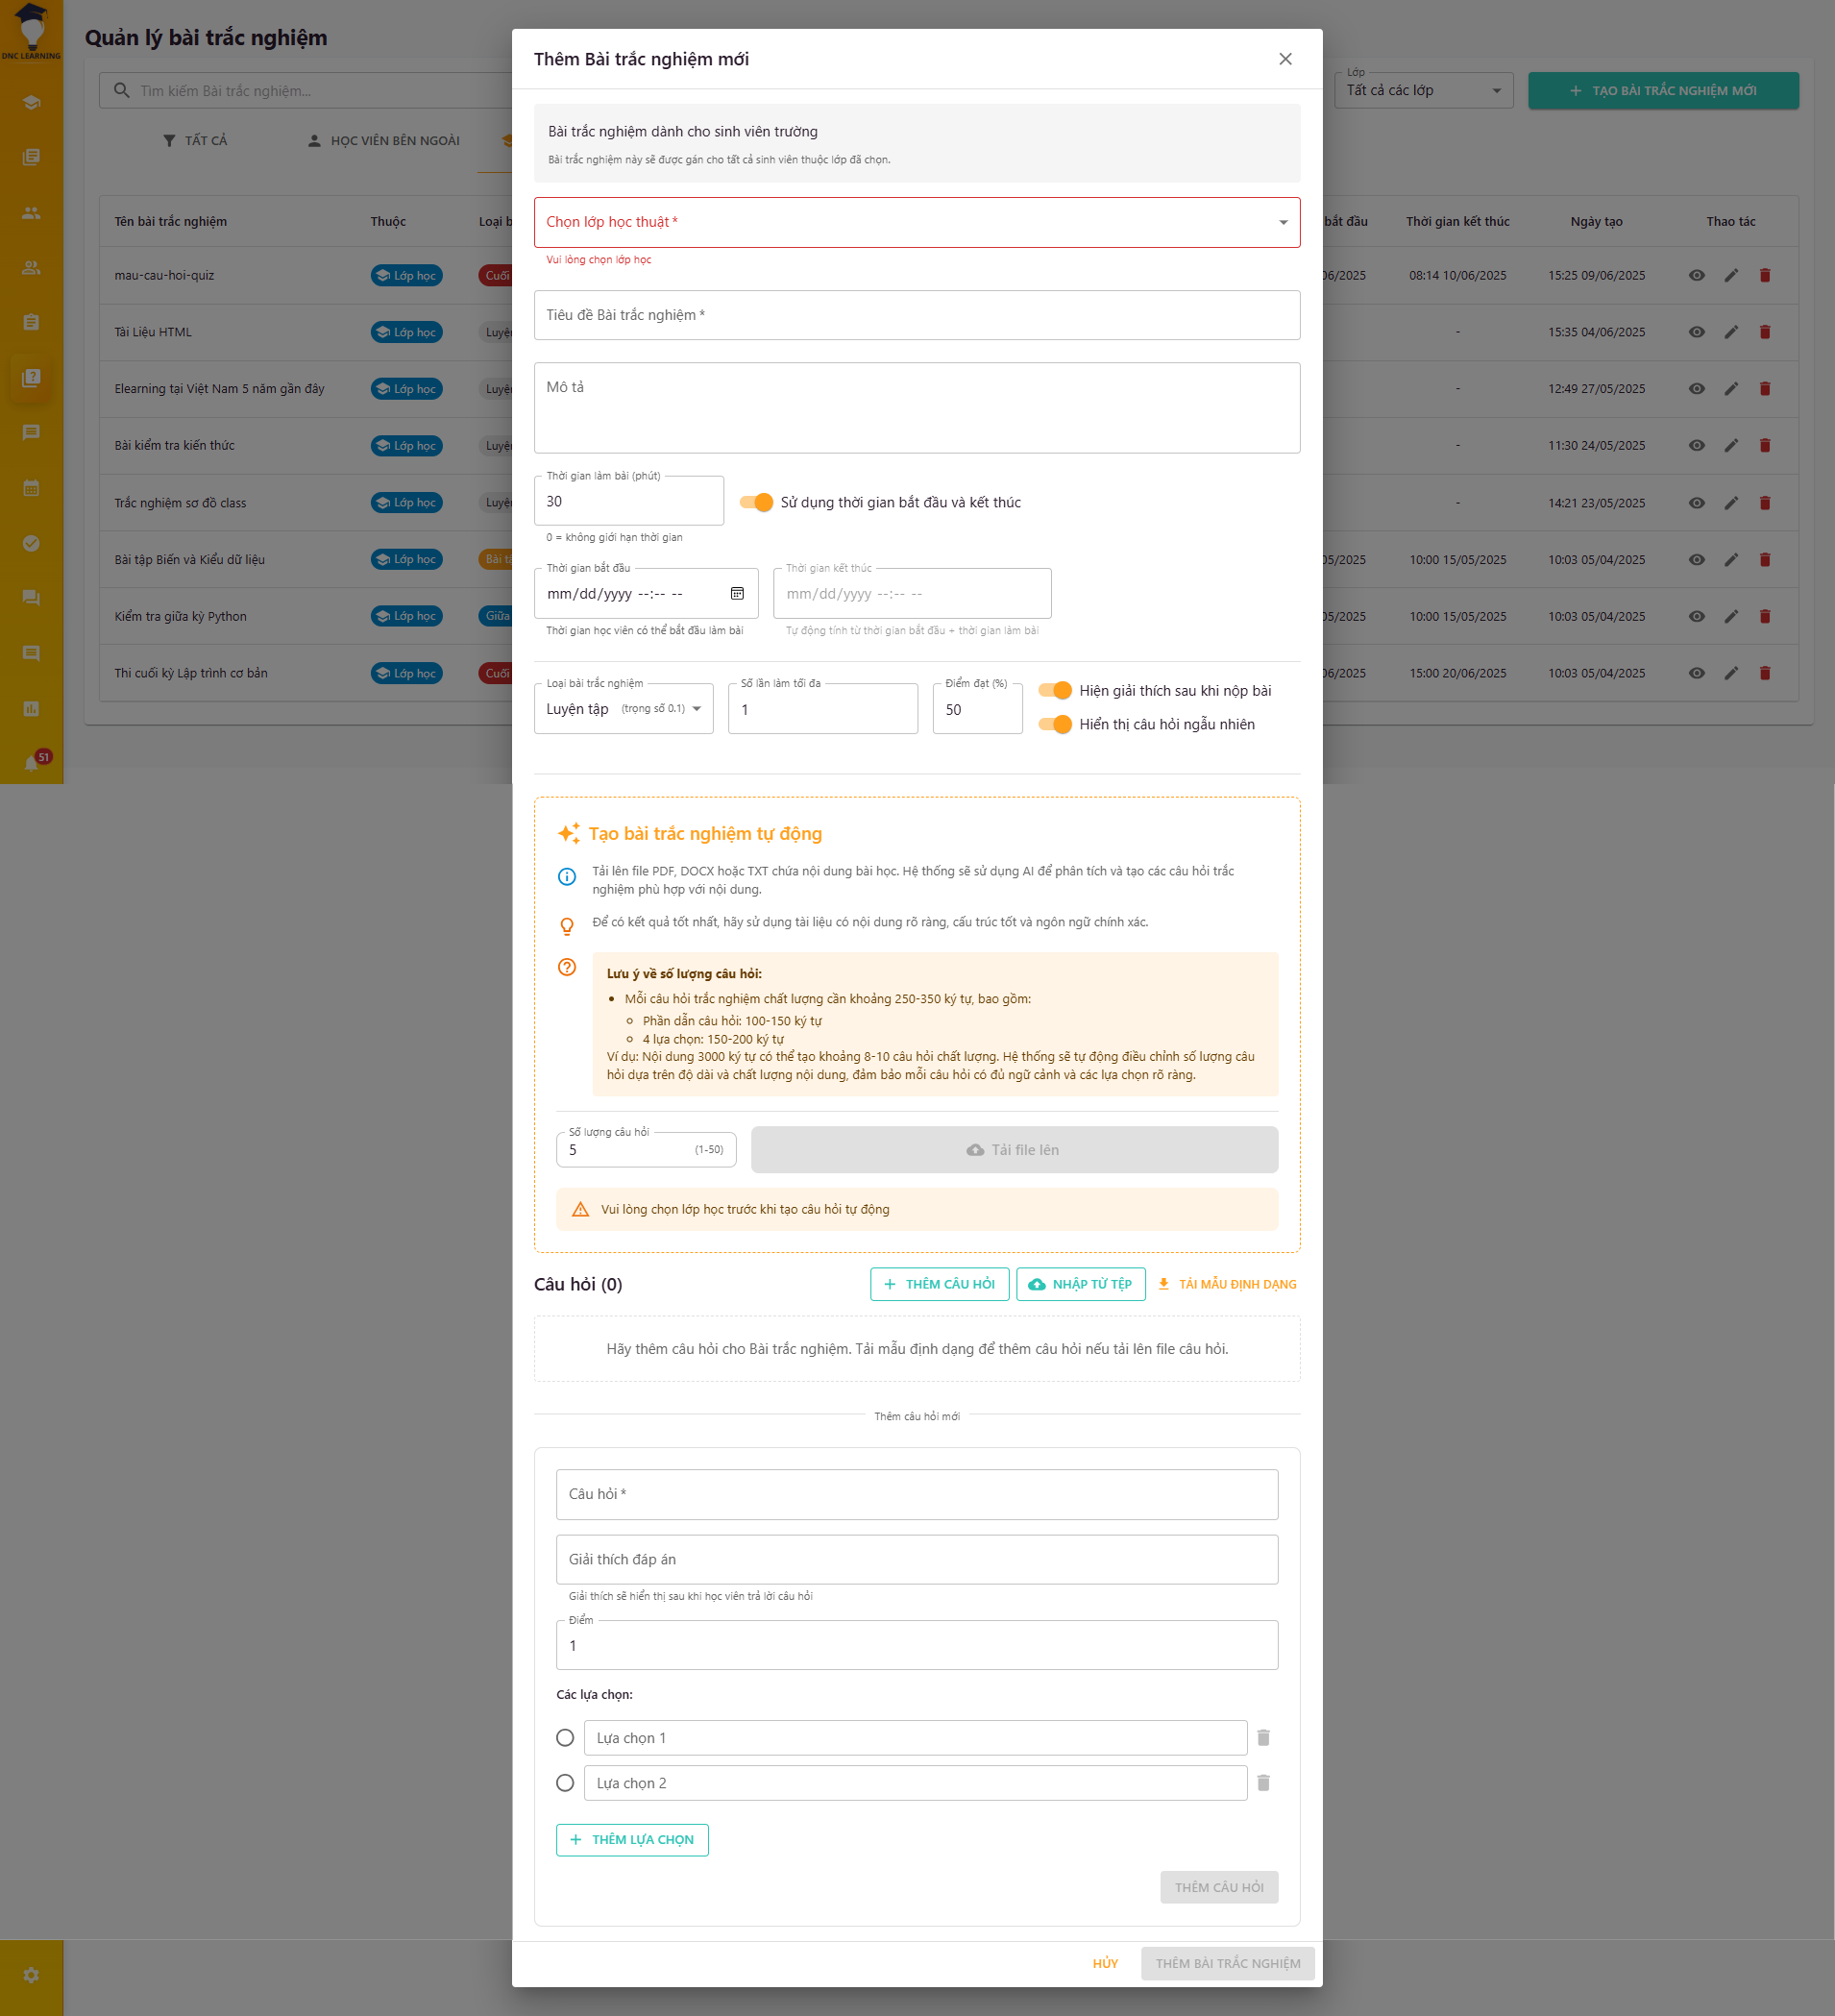 DNC LEARNING
Quản lý bài trắc nghiệm
Tìm kiếm Bài trắc nghiệm...
Lớp
Tất cả các lớp
TẠO BÀI TRẮC NGHIỆM MỚI
TẤT CẢ
HỌC VIÊN BÊN NGOÀI
Tên bài trắc nghiệm
Thuộc
Loại b
bắt đầu
Thời gian kết thúc
Ngày tạo
Thao tác
mau-cau-hoi-quiz
Lớp học
Cuối
06/2025
08:14 10/06/2025
15:25 09/06/2025
Tài Liệu HTML
Lớp học
Luyệ
-
15:35 04/06/2025
Elearning tại Việt Nam 5 năm gần đây
Lớp học
Luyệ
-
12:49 27/05/2025
Bài kiểm tra kiến thức
Lớp học
Luyệ
-
11:30 24/05/2025
Trắc nghiệm sơ đồ class
Lớp học
Luyệ
-
14:21 23/05/2025
Bài tập Biến và Kiểu dữ liệu
Lớp học
Bài tậ
05/2025
10:00 15/05/2025
10:03 05/04/2025
Kiểm tra giữa kỳ Python
Lớp học
Giữa
05/2025
10:00 15/05/2025
10:03 05/04/2025
Thi cuối kỳ Lập trình cơ bản
Lớp học
Cuối
06/2025
15:00 20/06/2025
10:03 05/04/2025
51
Thêm Bài trắc nghiệm mới
Bài trắc nghiệm dành cho sinh viên trường
Bài trắc nghiệm này sẽ được gán cho tất cả sinh viên thuộc lớp đã chọn.
Chọn lớp học thuật *
Vui lòng chọn lớp học
Tiêu đề Bài trắc nghiệm *
Mô tả
Thời gian làm bài (phút)
30
Sử dụng thời gian bắt đầu và kết thúc
0 = không giới hạn thời gian
Thời gian bắt đầu
mm/dd/yyyy --:-- --
Thời gian học viên có thể bắt đầu làm bài
Thời gian kết thúc
mm/dd/yyyy --:-- --
Tự động tính từ thời gian bắt đầu + thời gian làm bài
Loại bài trắc nghiệm
Luyện tập (trọng số 0.1)
Số lần làm tối đa
1
Điểm đạt (%)
50
Hiện giải thích sau khi nộp bài
Hiển thị câu hỏi ngẫu nhiên
Tạo bài trắc nghiệm tự động
Tải lên file PDF, DOCX hoặc TXT chứa nội dung bài học. Hệ thống sẽ sử dụng AI để phân tích và tạo các câu hỏi trắc
nghiệm phù hợp với nội dung.
Để có kết quả tốt nhất, hãy sử dụng tài liệu có nội dung rõ ràng, cấu trúc tốt và ngôn ngữ chính xác.
Lưu ý về số lượng câu hỏi:
Mỗi câu hỏi trắc nghiệm chất lượng cần khoảng 250-350 ký tự, bao gồm:
Phần dẫn câu hỏi: 100-150 ký tự
4 lựa chọn: 150-200 ký tự
Ví dụ: Nội dung 3000 ký tự có thể tạo khoảng 8-10 câu hỏi chất lượng. Hệ thống sẽ tự động điều chỉnh số lượng câu
hỏi dựa trên độ dài và chất lượng nội dung, đảm bảo mỗi câu hỏi có đủ ngữ cảnh và các lựa chọn rõ ràng.
Số lượng câu hỏi
5 (1-50)
Tải file lên
Vui lòng chọn lớp học trước khi tạo câu hỏi tự động
Câu hỏi (0)
THÊM CÂU HỎI
NHẬP TỪ TỆP
TẢI MẪU ĐỊNH DẠNG
Hãy thêm câu hỏi cho Bài trắc nghiệm. Tải mẫu định dạng để thêm câu hỏi nếu tải lên file câu hỏi.
Thêm câu hỏi mới
Câu hỏi *
Giải thích đáp án
Giải thích sẽ hiển thị sau khi học viên trả lời câu hỏi
Điểm
1
Các lựa chọn:
Lựa chọn 1
Lựa chọn 2
THÊM LỰA CHỌN
THÊM CÂU HỎI
HỦY
THÊM BÀI TRẮC NGHIỆM